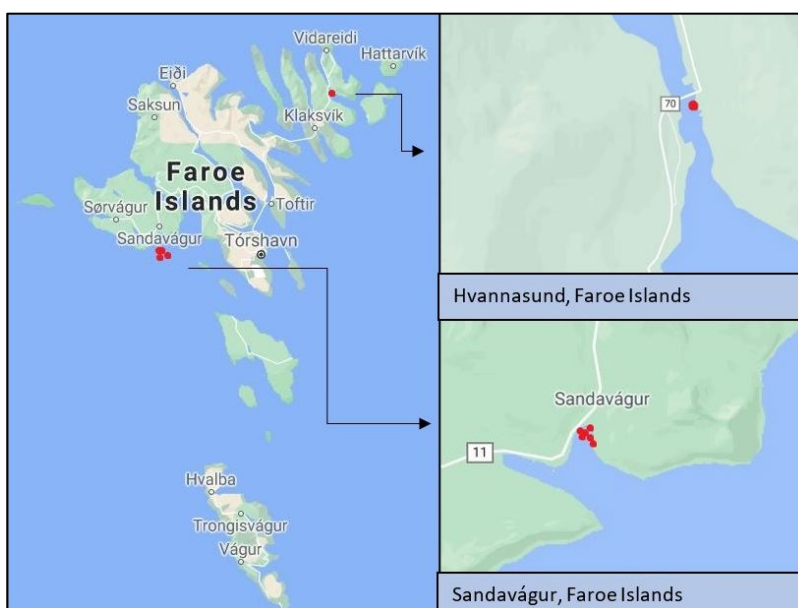 Vidareidi
Hattarvík
Eiði
Saksun
Klaksvík
Faroe
Islands
Toftir
Sørvágur
Sandavágur
Tórshavn
Hvalba
Trongisvágur
Vágur
70
Hvannasund, Faroe Islands
Sandavágur
11
Sandavágur, Faroe Islands